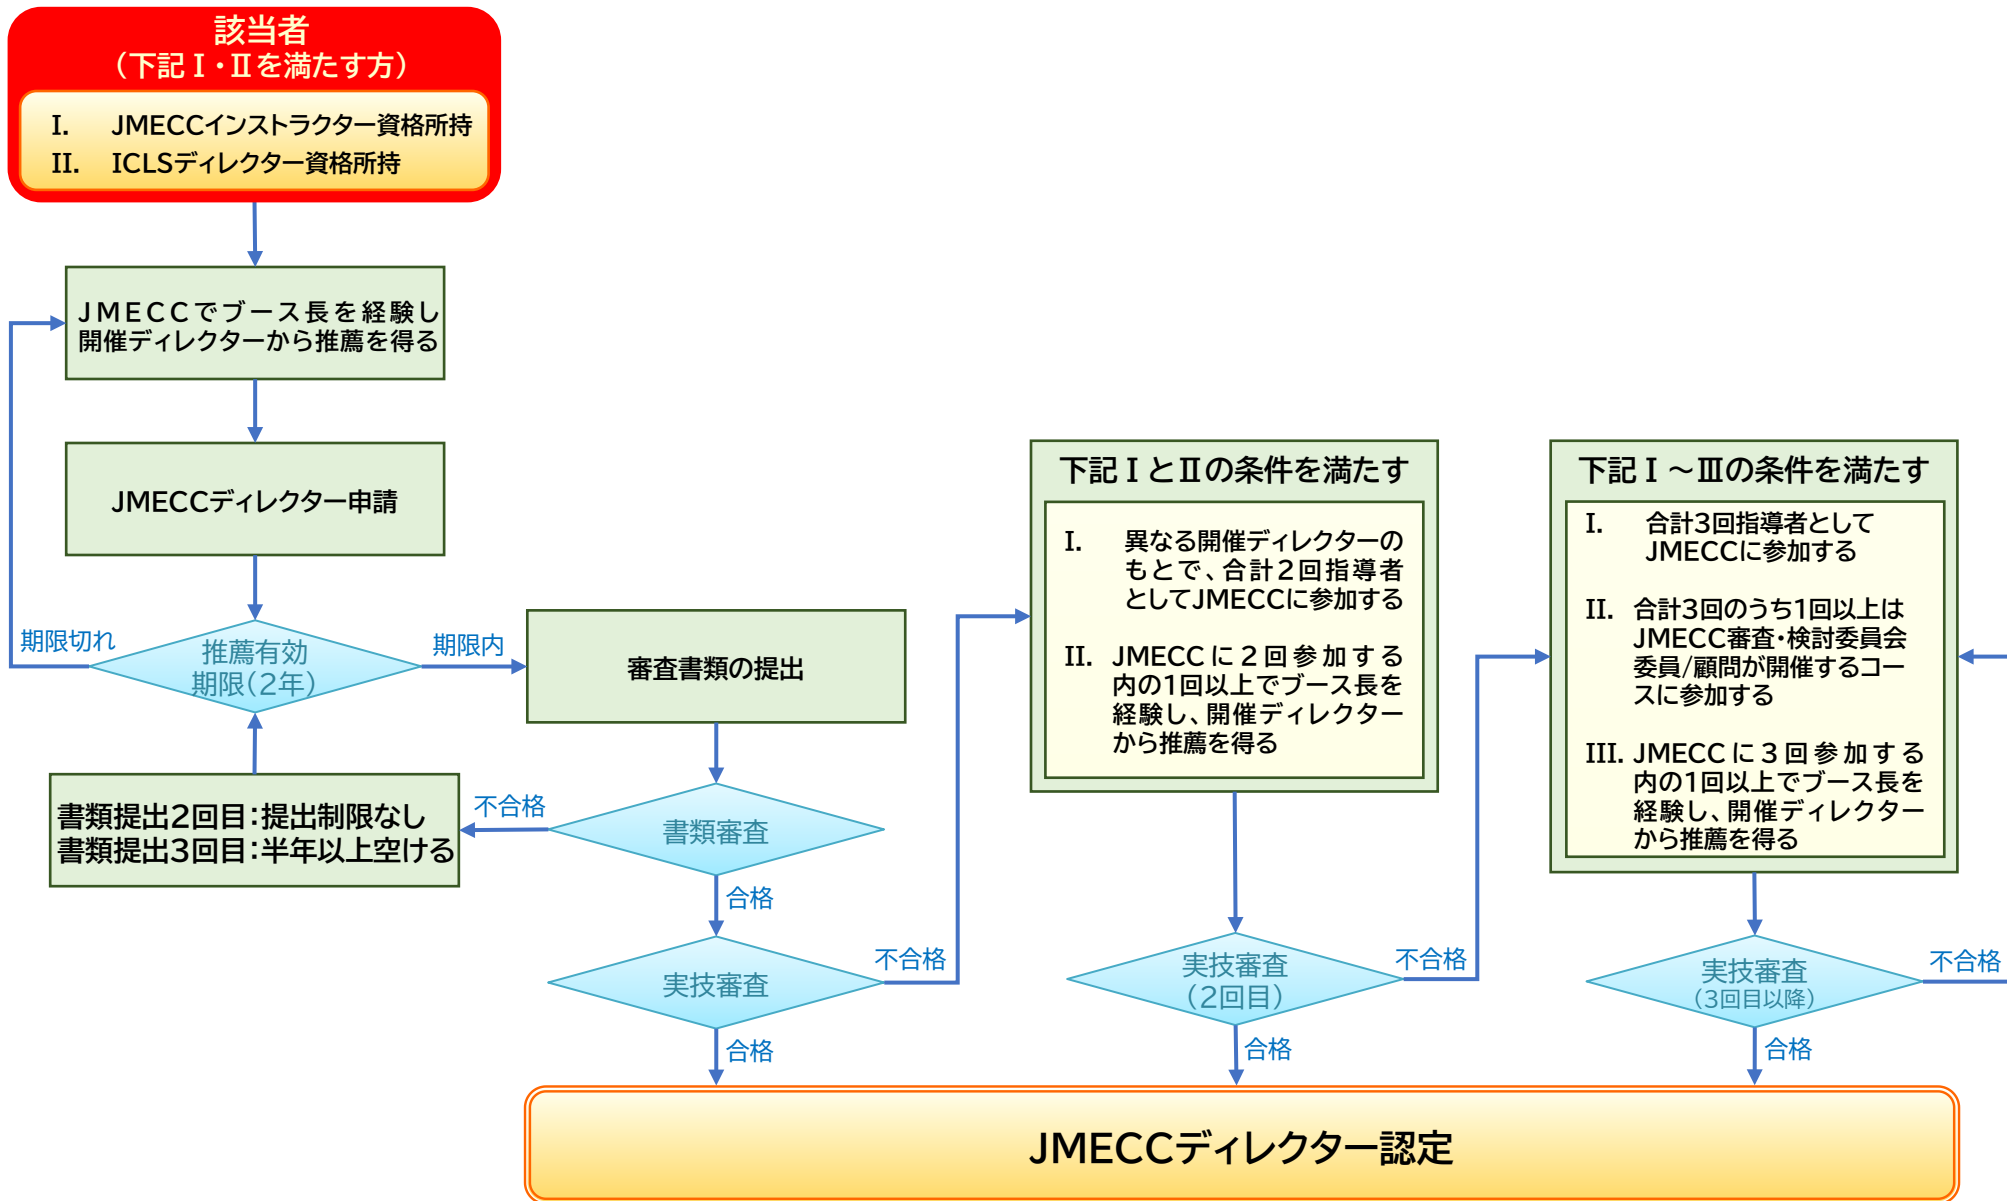 該当者
(下記Ⅰ・Ⅱを満たす方)
I. JMECCインストラクター資格所持
II. ICLSディレクター資格所持
JMECCでブース長を経験し
開催ディレクターから推薦を得る
JMECCディレクター申請
期限切れ
推薦有効
期限(2年)
期限内
審査書類の提出
書類提出2回目:提出制限なし
書類提出3回目:半年以上空ける
不合格
書類審査
合格
実技審査
不合格
合格
下記ⅠとⅡの条件を満たす
I. 異なる開催ディレクターの
もとで、合計2回指導者
としてJMECCに参加する
II. JMECCに2回参加する
内の1回以上でブース長を
経験し、開催ディレクター
から推薦を得る
実技審査
(2回目)
不合格
合格
下記Ⅰ~Ⅲの条件を満たす
I. 合計3回指導者として
JMECCに参加する
II. 合計3回のうち1回以上は
JMECC審査・検討委員会
委員/顧問が開催するコー
スに参加する
III. JMECCに3回参加する
内の1回以上でブース長を
経験し、開催ディレクター
から推薦を得る
実技審査
(3回目以降)
不合格
合格
JMECCディレクター認定